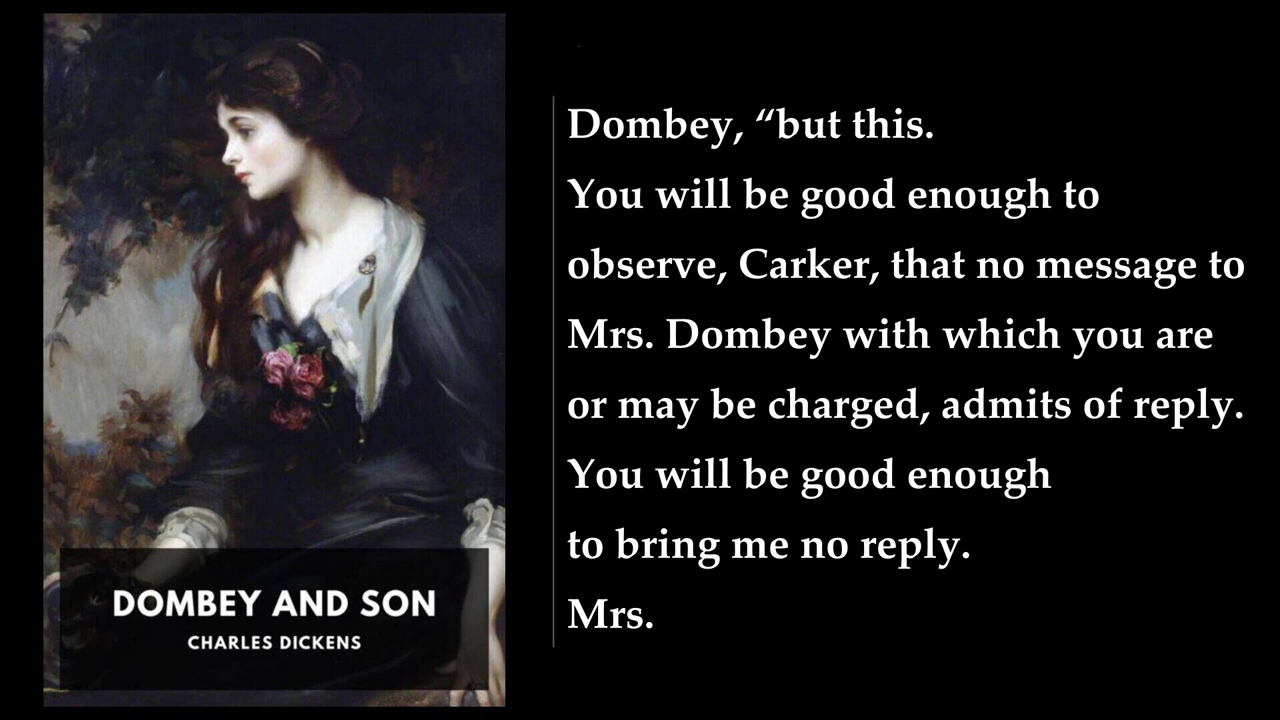 DOMBEY AND SON
CHARLES DICKENS
Dombey, “but this.
You will be good enough to
observe, Carker, that no message to
Mrs. Dombey with which you are
or may be charged, admits of reply.
You will be good enough
to bring me no reply.
Mrs.